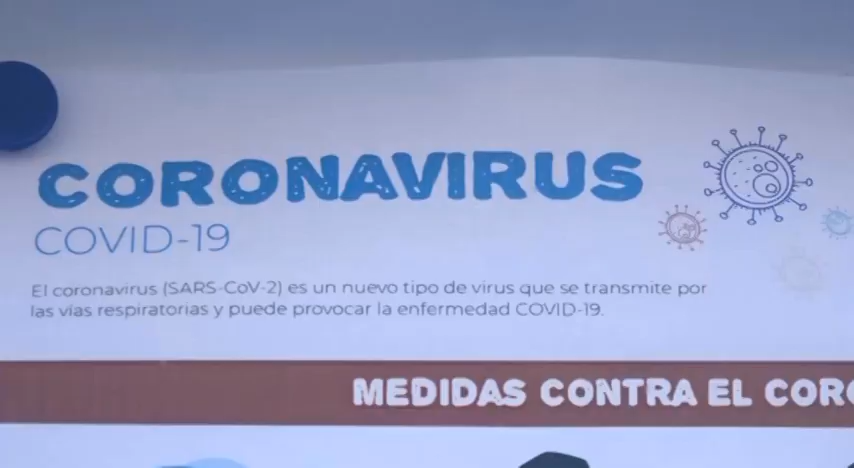 CORONAVIRUS
COVID-19
El coronavirus (SARS-CoV-2) es un nuevo tipo de virus que se transmite por
las vías respiratorias y puede provocar la enfermedad COVID-19.
MEDIDAS CONTRA EL CORO